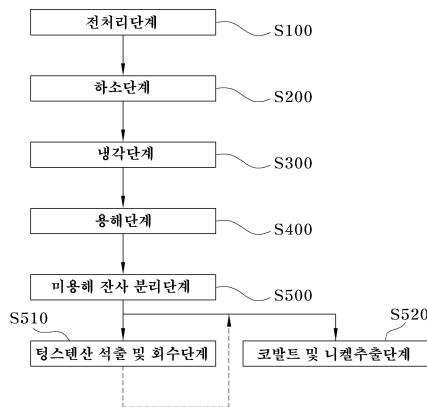 전처리단계
S100
하소단계
S200
냉각단계
S300
용해단계
S400
미용해 잔사 분리단계
S500
S510
S520
텅스텐산 석출 및 회수단계
코발트 및 니켈추출단계